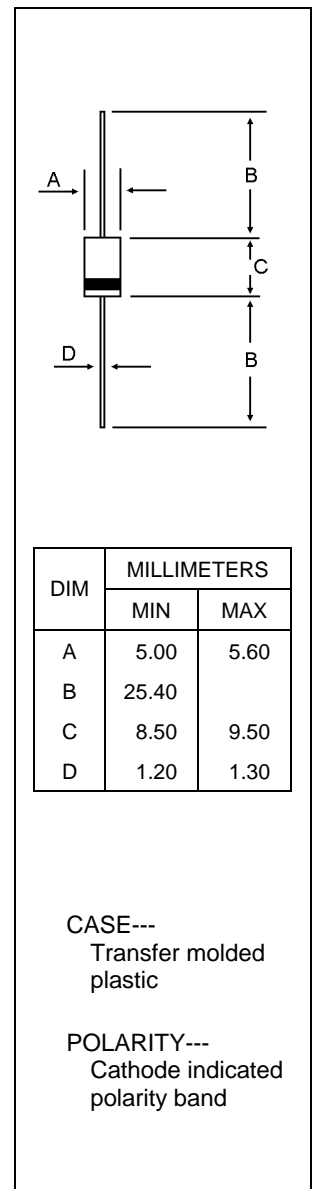 A
B
C
D
B
DIM MILLIMETERS
MIN MAX
A 5.00 5.60
B 25.40
C 8.50 9.50
D 1.20 1.30
CASE---
Transfer molded
plastic
POLARITY---
Cathode indicated
polarity band